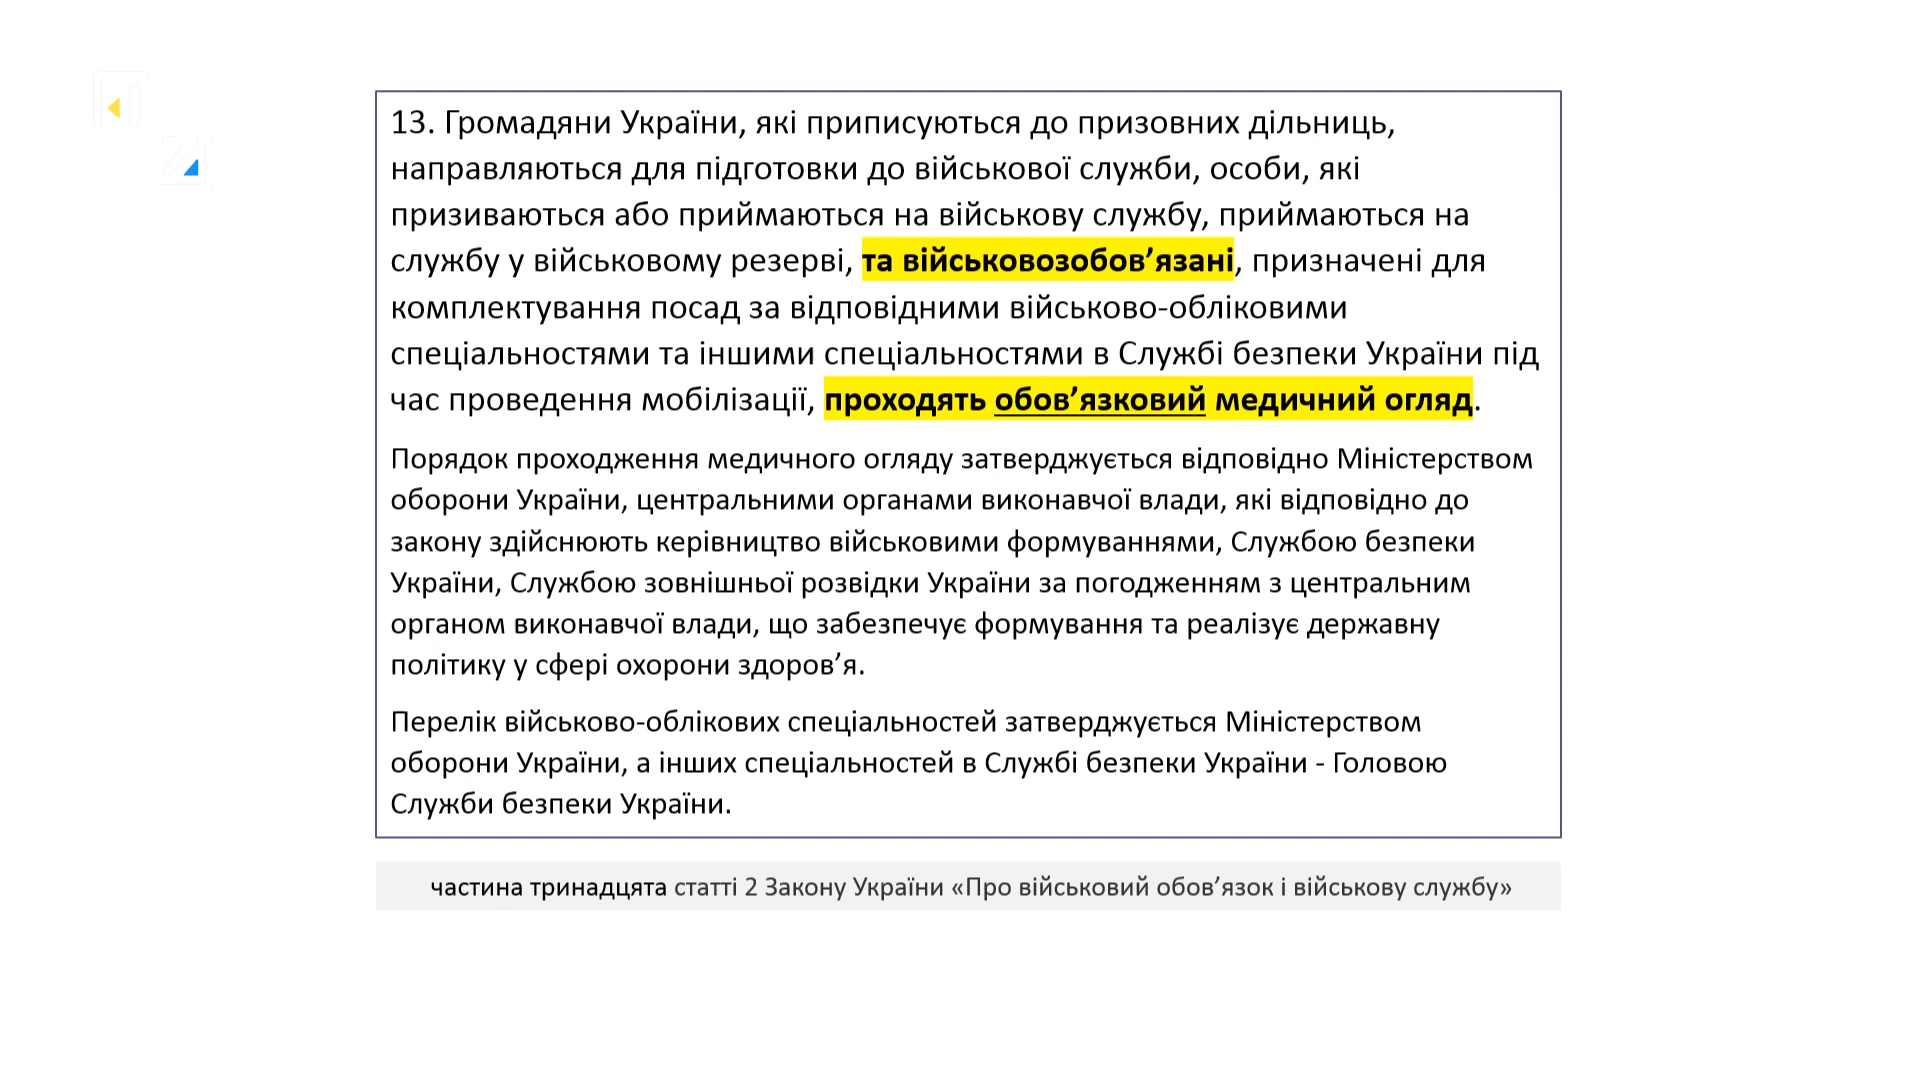 13. Громадяни України, які приписуються до призовних дільниць,
направляються для підготовки до військової служби, особи, які
призиваються або приймаються на військову службу, приймаються на
службу у військовому резерві, та військовозобов’язані, призначені для
комплектування посад за відповідними військово-обліковими
спеціальностями та іншими спеціальностями в Службі безпеки України під
час проведення мобілізації, проходять обов’язковий медичний огляд.
Порядок проходження медичного огляду затверджується відповідно Міністерством
оборони України, центральними органами виконавчої влади, які відповідно до
закону здійснюють керівництво військовими формуваннями, Службою безпеки
України, Службою зовнішньої розвідки України за погодженням з центральним
органом виконавчої влади, що забезпечує формування та реалізує державну
політику у сфері охорони здоров’я.
Перелік військово-облікових спеціальностей затверджується Міністерством
оборони України, а інших спеціальностей в Службі безпеки України - Головою
Служби безпеки України.
частина тринадцята статті 2 Закону України «Про військовий обов’язок і військову службу»